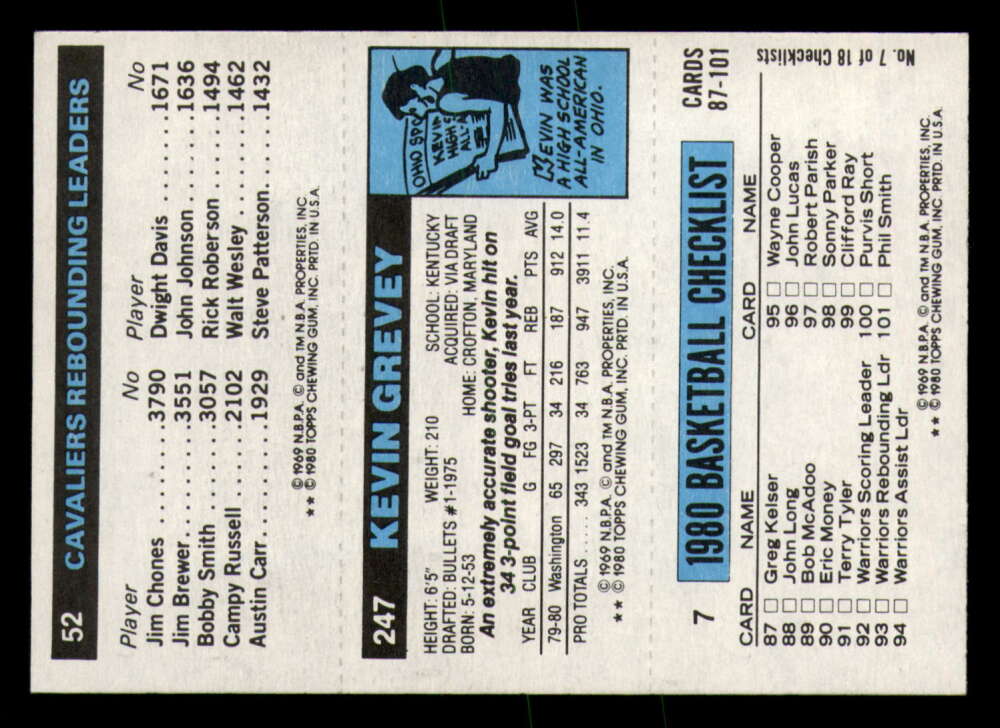 52 CAVALIERS REBOUNDING LEADERS
Player No Player No
Jim Chones ....... 3790 Dwight Davis ...... 1671
Jim Brewer ...... 3551 John Johnson ..... 1636
Bobby Smith ..... 3057 Rick Roberson ..... 1494
Campy Russell ... 2102 Walt Wesley ....... 1462
Austin Carr ...... 1929 Steve Patterson .... 1432
© 1969 N.B.P.A. © and TM N.B.A. PROPERTIES, INC.
★★ © 1980 TOPPS CHEWING GUM, INC. PRTD. IN U.S.A.
247 KEVIN GREVEY
HEIGHT: 6'5" WEIGHT: 210 SCHOOL: KENTUCKY
DRAFTED: BULLETS #1-1975 ACQUIRED: VIA DRAFT
BORN: 5-12-53 HOME: CROFTON, MARYLAND
An extremely accurate shooter, Kevin hit on
34 3-point field goal tries last year.
YEAR CLUB G FG 3-PT FT REB PTS AVG
79-80 Washington 65 297 34 216 187 912 14.0
PRO TOTALS ..... 343 1523 34 763 947 3911 11.4
© 1969 N.B.P.A. © and TM N.B.A. PROPERTIES, INC.
★★ © 1980 TOPPS CHEWING GUM, INC. PRTD. IN U.S.A.
OHIO SPO
KEVIN
HIGH S
ALL-A
KEVIN WAS
A HIGH SCHOOL
ALL-AMERICAN
IN OHIO.
7 1980 BASKETBALL CHECKLIST CARDS
87-101
CARD NAME CARD NAME
87 □ Greg Kelser 95 □ Wayne Cooper
88 □ John Long 96 □ John Lucas
89 □ Bob McAdoo 97 □ Robert Parish
90 □ Eric Money 98 □ Sonny Parker
91 □ Terry Tyler 99 □ Clifford Ray
92 □ Warriors Scoring Leader 100 □ Purvis Short
93 □ Warriors Rebounding Ldr 101 □ Phil Smith
94 □ Warriors Assist Ldr
No. 7 of 18 Checklists
© 1969 N.B.P.A. © and TM N.B.A. PROPERTIES, INC.
★★ © 1980 TOPPS CHEWING GUM, INC. PRTD. IN U.S.A.